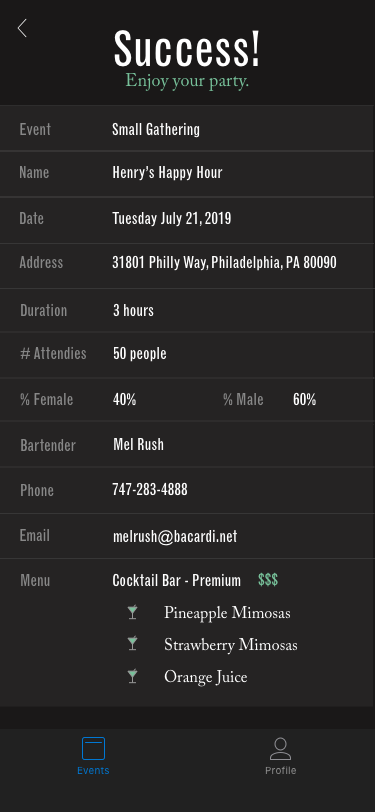 Success!
Enjoy your party.
Event Small Gathering
Name Henry's Happy Hour
Date Tuesday July 21, 2019
Address 31801 Philly Way, Philadelphia, PA 80090
Duration 3 hours
# Attendies 50 people
% Female 40% % Male 60%
Bartender Mel Rush
Phone 747-283-4888
Email melrush@bacardi.net
Menu Cocktail Bar - Premium $$$
Pineapple Mimosas
Strawberry Mimosas
Orange Juice
Events Profile